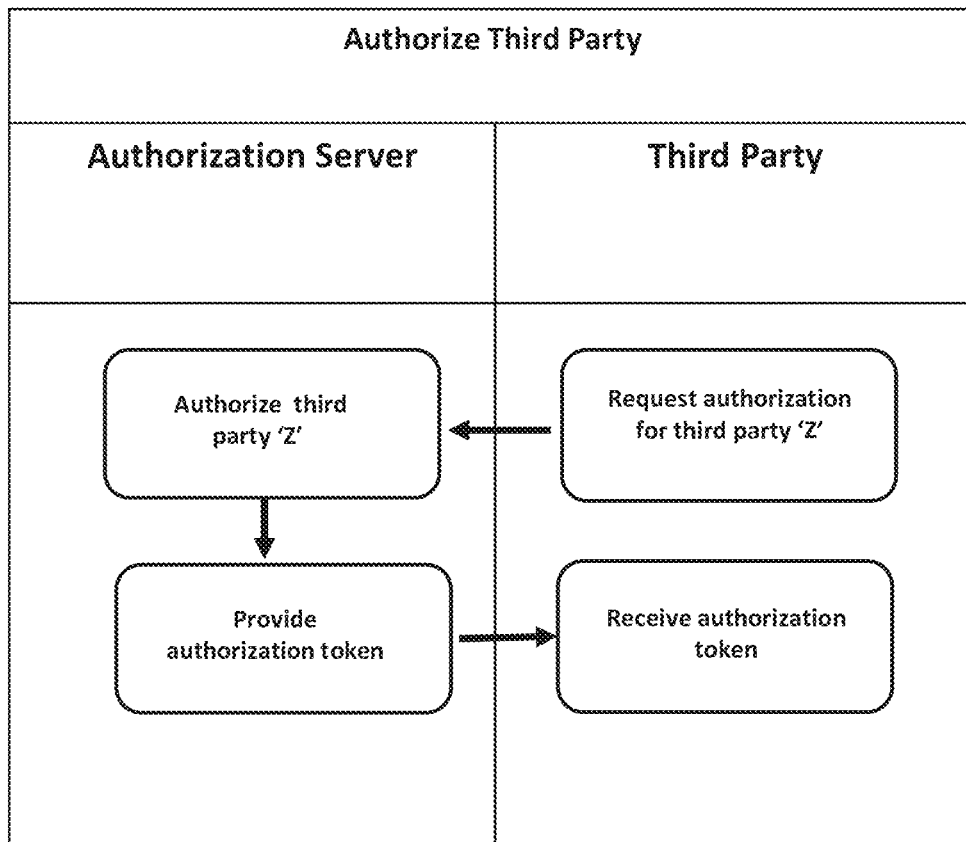 Authorize Third Party
Authorization Server
Third Party
Authorize third
party ‘Z’
Request authorization
for third party ‘Z’
Provide
authorization token
Receive authorization
token